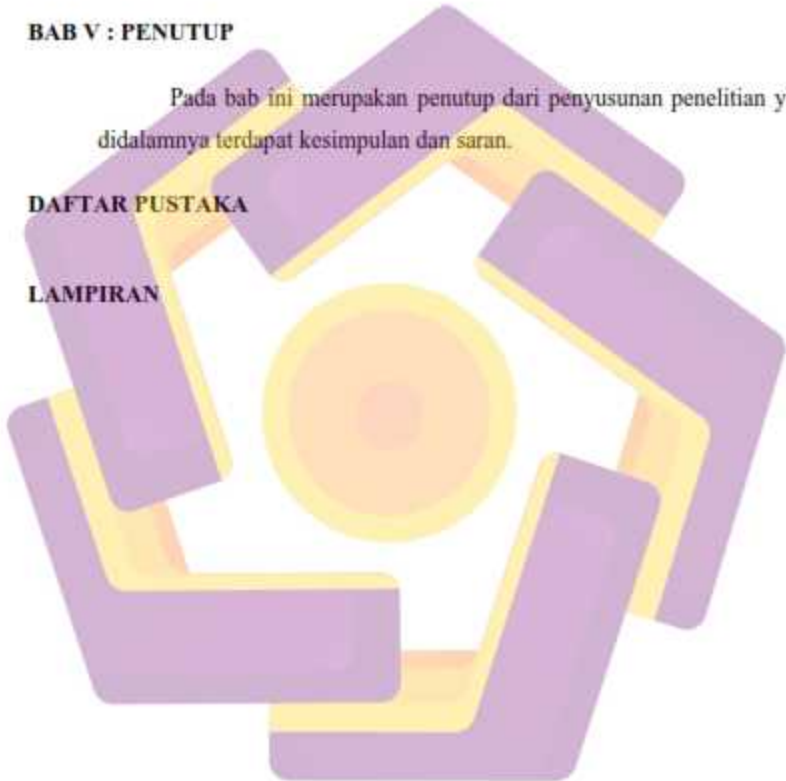 BAB V : PENUTUP
Pada bab ini merupakan penutup dari penyusunan penelitian y
didalamnya terdapat kesimpulan dan saran.
DAFTAR PUSTAKA
LAMPIRAN